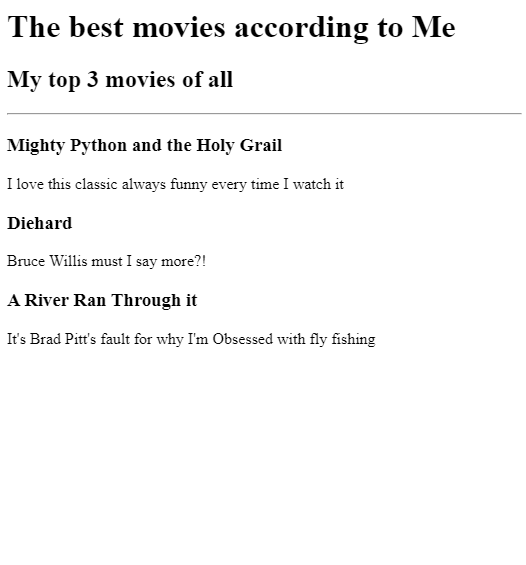 The best movies according to Me
My top 3 movies of all
Mighty Python and the Holy Grail
I love this classic always funny every time I watch it
Diehard
Bruce Willis must I say more?!
A River Ran Through it
It's Brad Pitt's fault for why I'm Obsessed with fly fishing